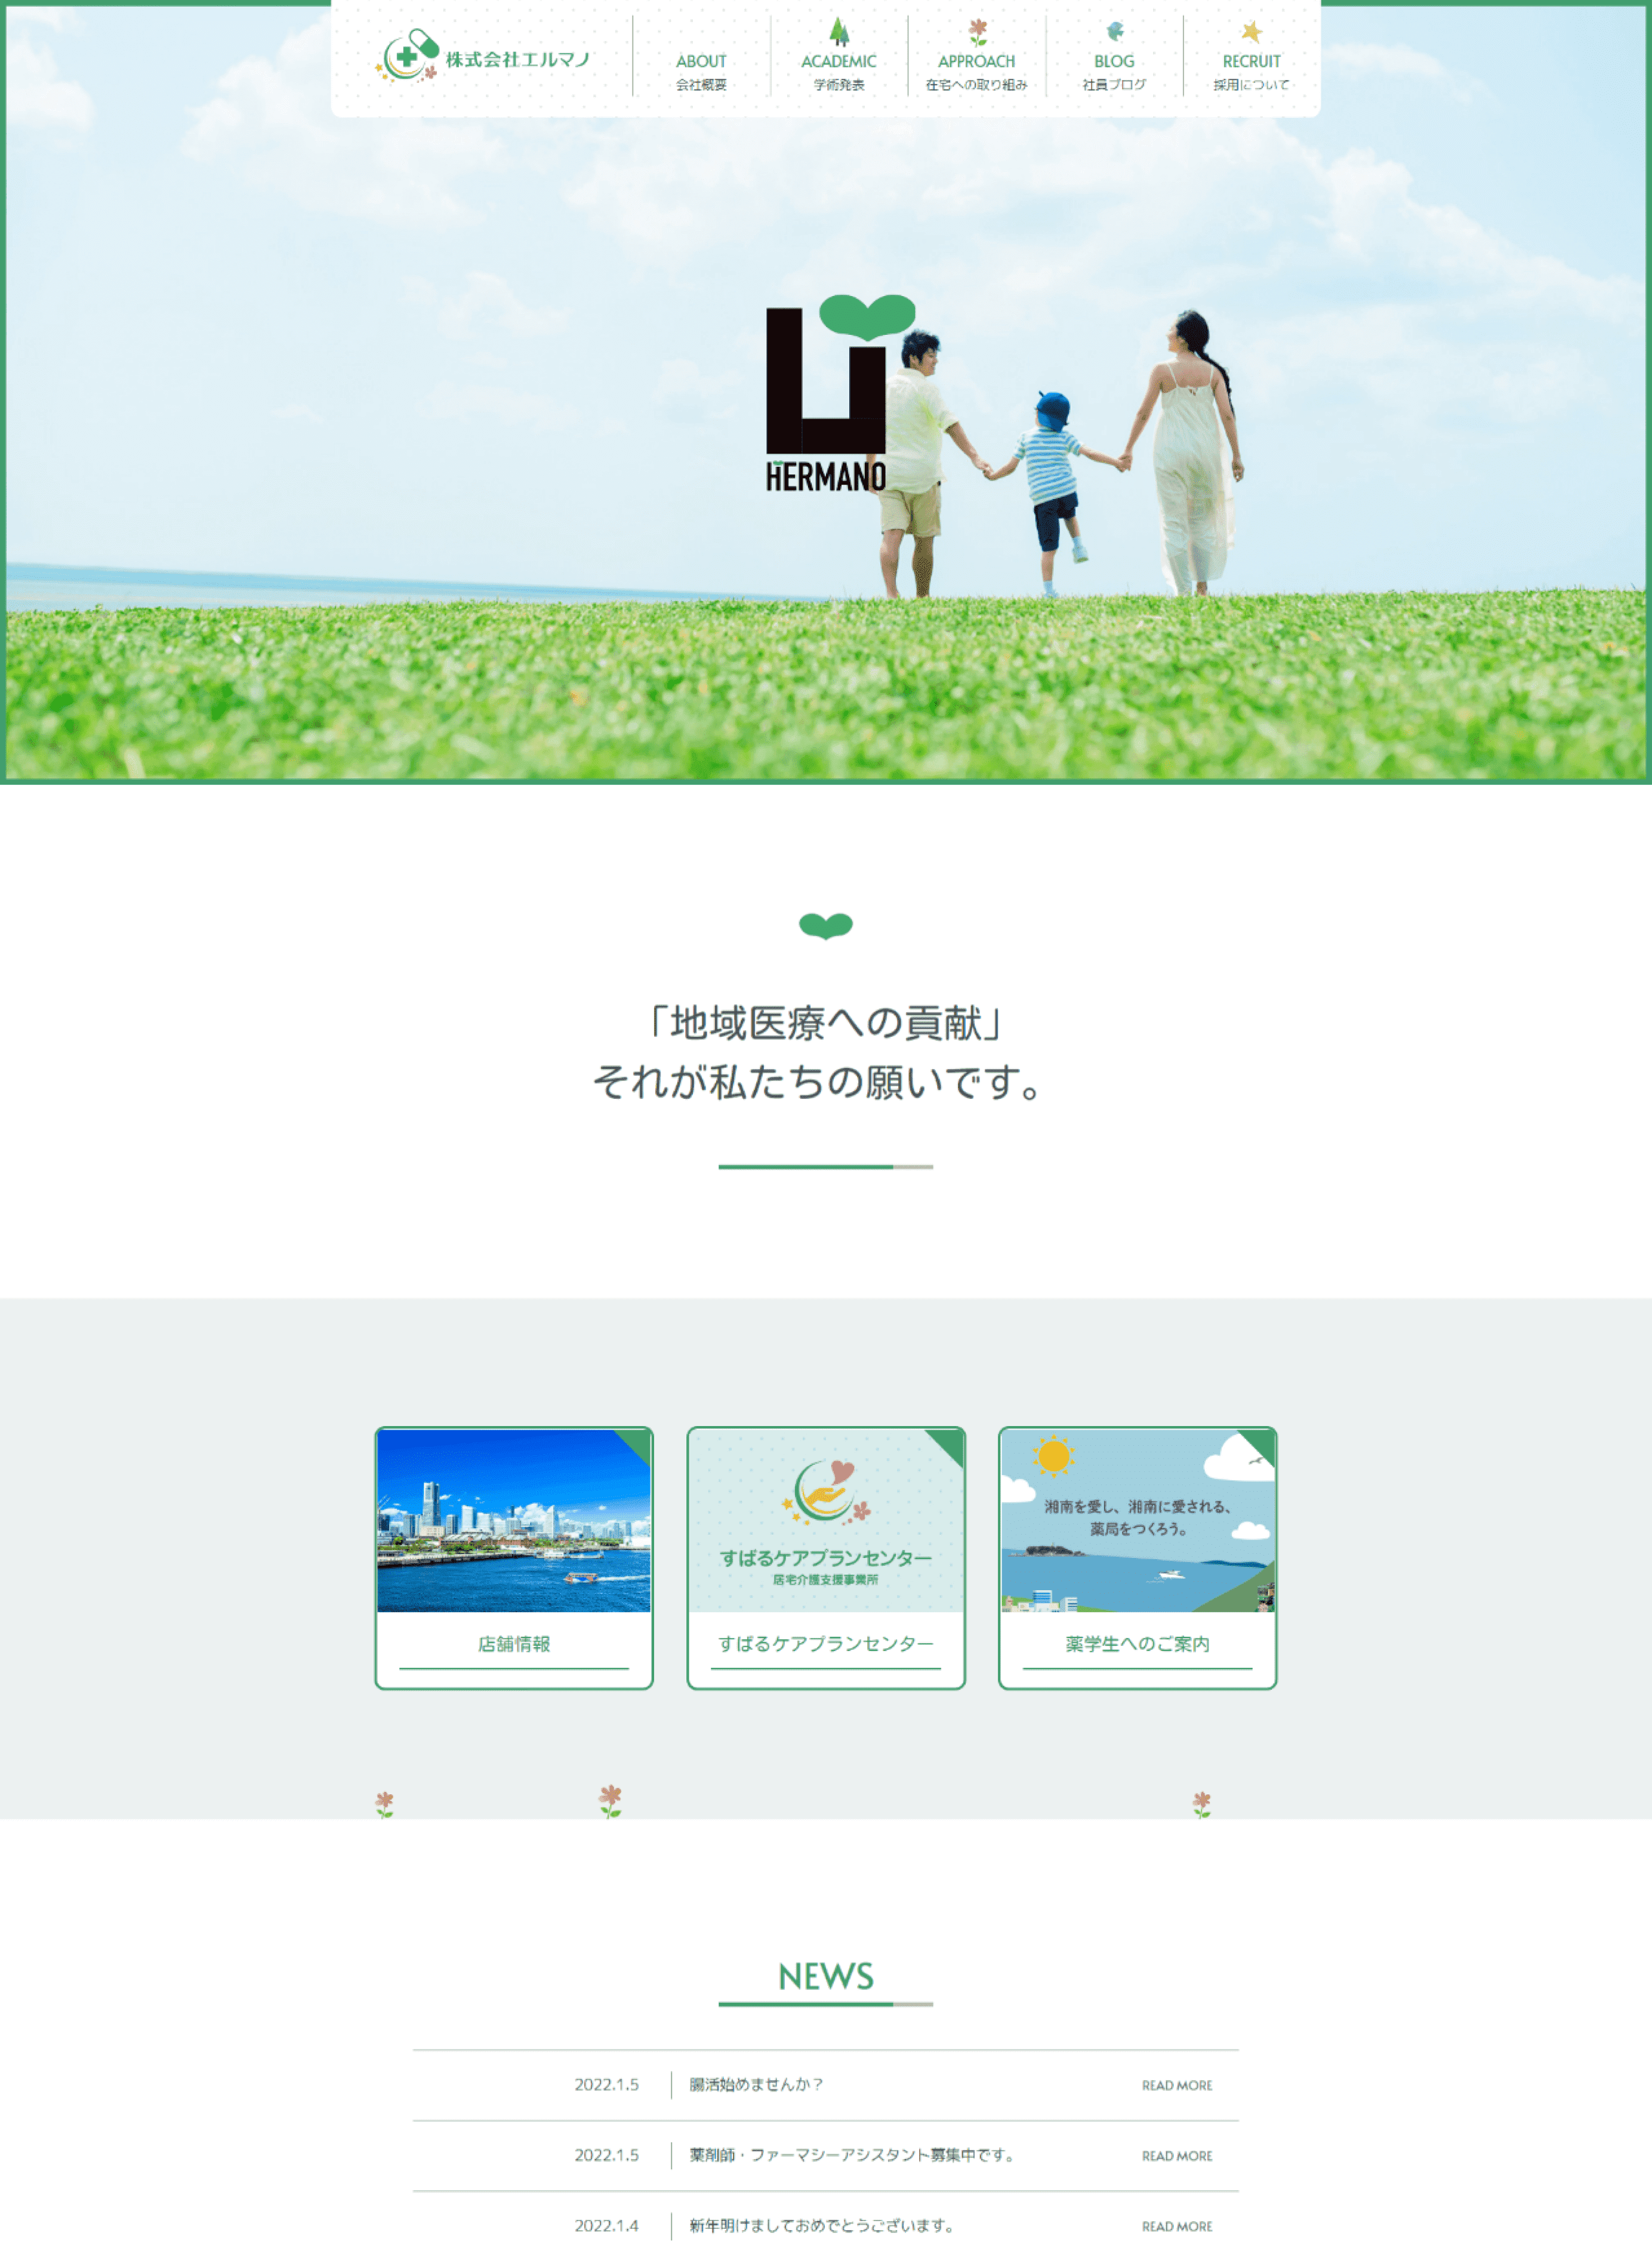 株式会社エルマノ
ABOUT
会社概要
ACADEMIC
学術発表
APPROACH
在宅への取り組み
BLOG
社員ブログ
RECRUIT
採用について
HERMANO
「地域医療への貢献」
それが私たちの願いです。
店舗情報
すばるケアプランセンター
居宅介護支援事業所
すばるケアプランセンター
湘南を愛し、湘南に愛される、
薬局をつくろう。
薬学生へのご案内
NEWS
2022.1.5 腸活始めませんか？ READ MORE
2022.1.5 薬剤師・ファーマシーアシスタント募集中です。 READ MORE
2022.1.4 新年明けましておめでとうございます。 READ MORE